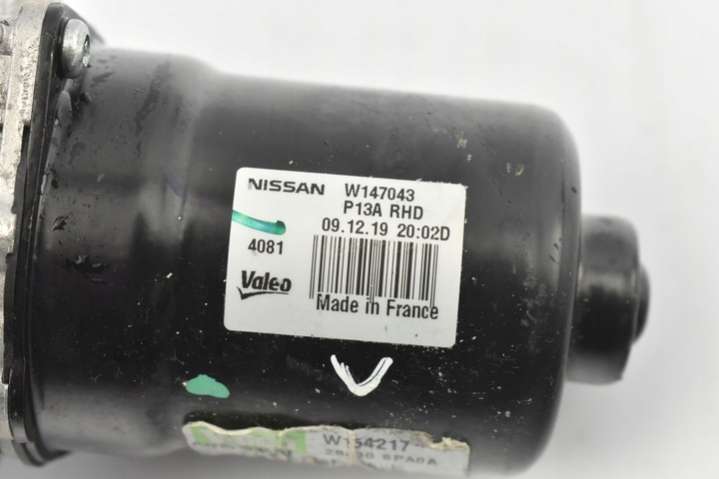 NISSAN W147043
P13A RHD
09.12.19 20:02D
4081
Valeo
Made in France
W154217